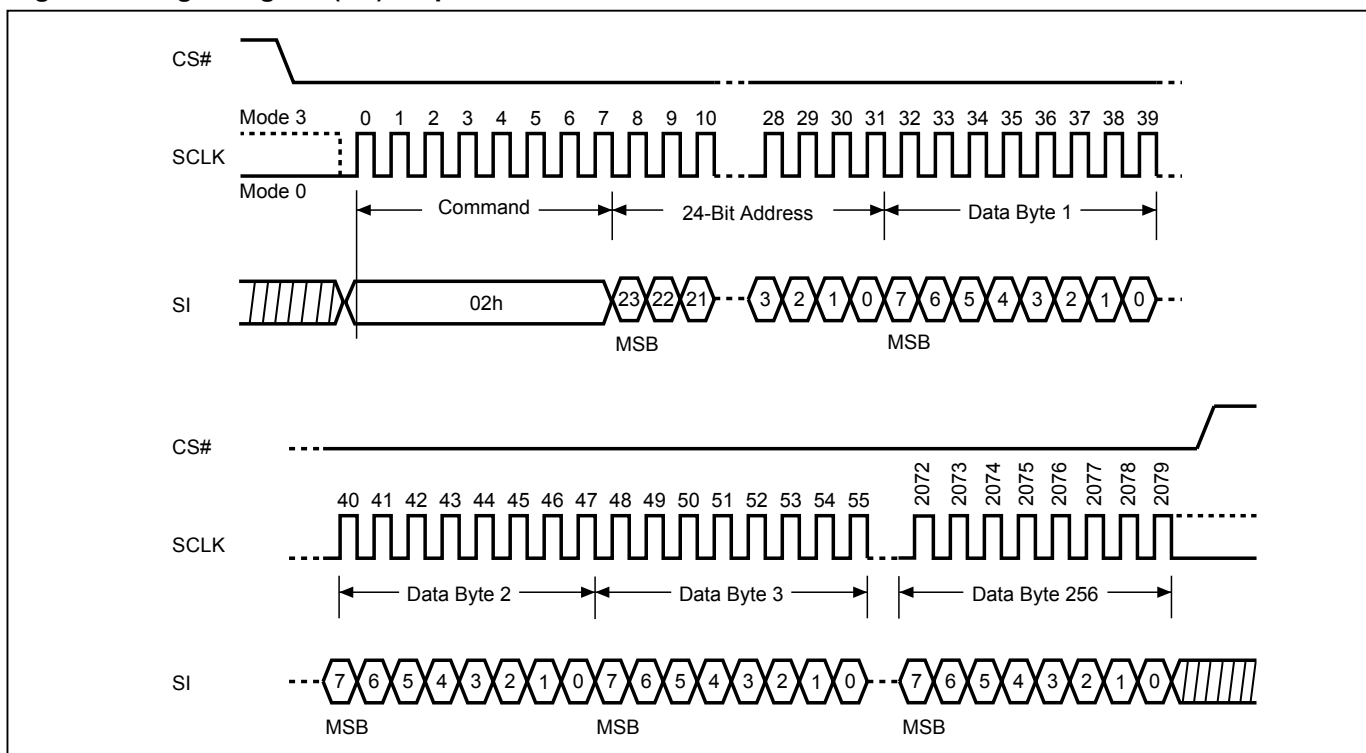 CS#
Mode 3
0 1 2 3 4 5 6 7 8 9 10 28 29 30 31 32 33 34 35 36 37 38 39
SCLK
Mode 0
Command 24-Bit Address Data Byte 1
SI 02h 23 22 21 3 2 1 0 7 6 5 4 3 2 1 0
MSB MSB
CS#
40 41 42 43 44 45 46 47 48 49 50 51 52 53 54 55 2072 2073 2074 2075 2076 2077 2078 2079
SCLK
Data Byte 2 Data Byte 3 Data Byte 256
SI 7 6 5 4 3 2 1 0 7 6 5 4 3 2 1 0 7 6 5 4 3 2 1 0
MSB MSB MSB